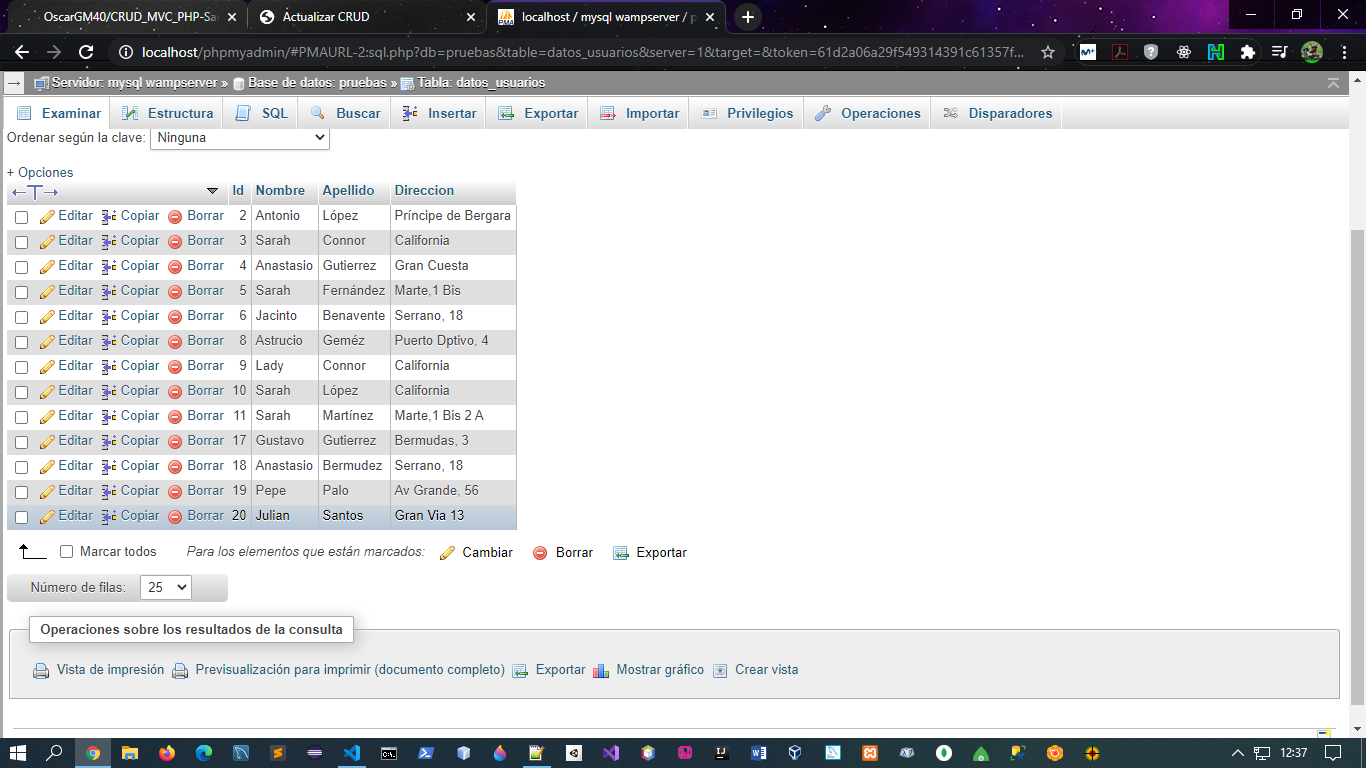 OscarGM40/CRUD_MVC_PHP-Sa
Actualizar CRUD
localhost / mysql wampserver / p
localhost/phpmyadmin/#PMAURL-2:sql.php?db=pruebas&table=datos_usuarios&server=1&target=&token=61d2a06a29f549314391c61357f...
Servidor: mysql wampserver » Base de datos: pruebas » Tabla: datos_usuarios
Examinar Estructura SQL Buscar Insertar Exportar Importar Privilegios Operaciones Disparadores
Ordenar según la clave: Ninguna
+ Opciones
Id Nombre Apellido Direccion
Editar Copiar Borrar 2 Antonio López Príncipe de Bergara
Editar Copiar Borrar 3 Sarah Connor California
Editar Copiar Borrar 4 Anastasio Gutierrez Gran Cuesta
Editar Copiar Borrar 5 Sarah Fernández Marte,1 Bis
Editar Copiar Borrar 6 Jacinto Benavente Serrano, 18
Editar Copiar Borrar 8 Astrucio Geméz Puerto Dptivo, 4
Editar Copiar Borrar 9 Lady Connor California
Editar Copiar Borrar 10 Sarah López California
Editar Copiar Borrar 11 Sarah Martínez Marte,1 Bis 2 A
Editar Copiar Borrar 17 Gustavo Gutierrez Bermudas, 3
Editar Copiar Borrar 18 Anastasio Bermudez Serrano, 18
Editar Copiar Borrar 19 Pepe Palo Av Grande, 56
Editar Copiar Borrar 20 Julian Santos Gran Via 13
Marcar todos Para los elementos que están marcados: Cambiar Borrar Exportar
Número de filas: 25
Operaciones sobre los resultados de la consulta
Vista de impresión Previsualización para imprimir (documento completo) Exportar Mostrar gráfico Crear vista
12:37